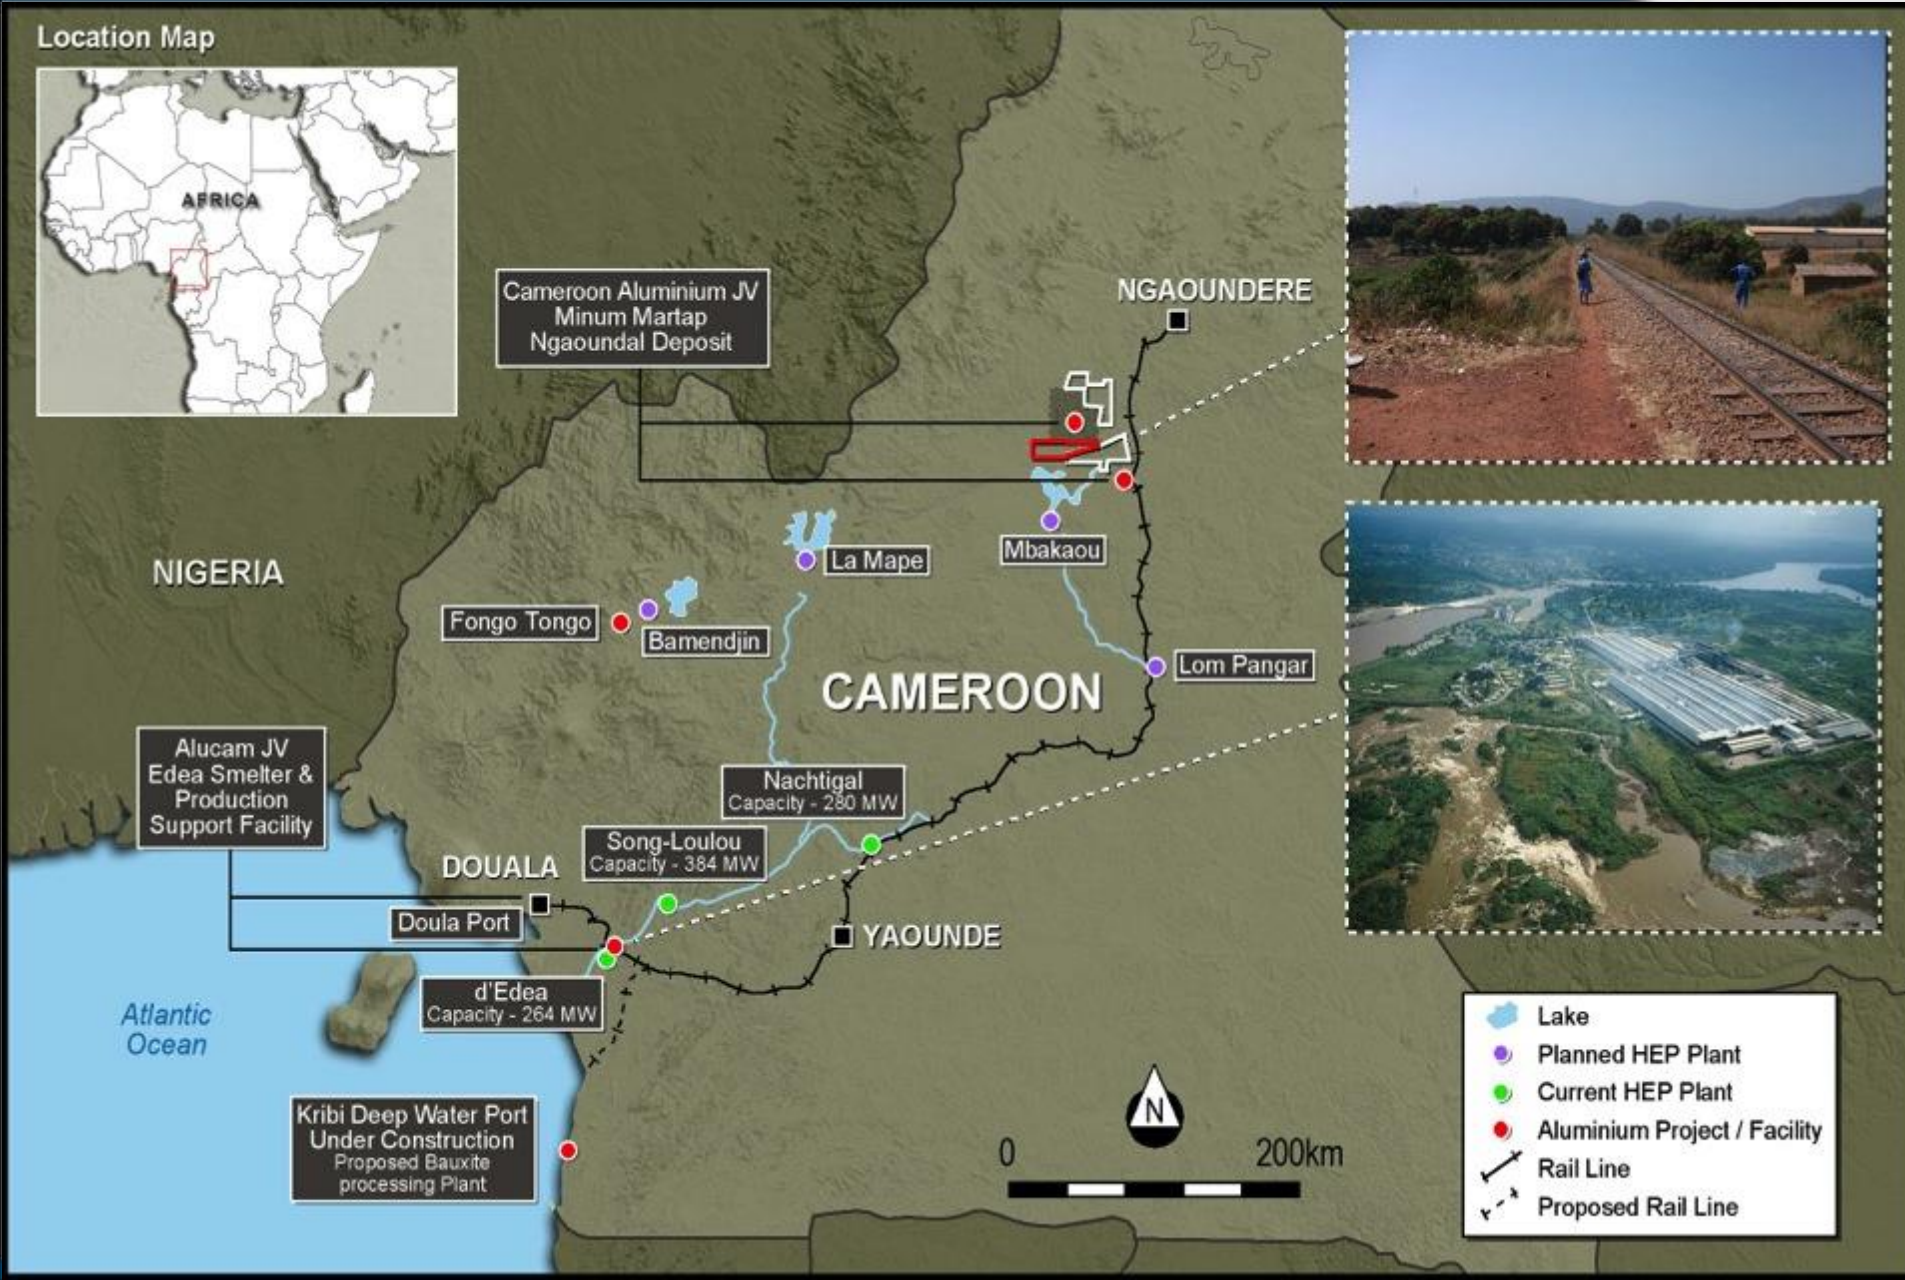 Location Map
AFRICA
NGAOUNDERE
Cameroon Aluminium JV
Minum Martap
Ngaoundal Deposit
NIGERIA
La Mape
Mbakaou
Fongo Tongo
Bamendjin
Lom Pangar
CAMEROON
Alucam JV
Edea Smelter &
Production
Support Facility
Nachtigal
Capacity - 280 MW
Song-Loulou
Capacity - 384 MW
DOUALA
Doula Port
YAOUNDE
d'Edea
Capacity - 264 MW
Atlantic
Ocean
Kribi Deep Water Port
Under Construction
Proposed Bauxite
processing Plant
N
0 200km
Lake
Planned HEP Plant
Current HEP Plant
Aluminium Project / Facility
Rail Line
Proposed Rail Line